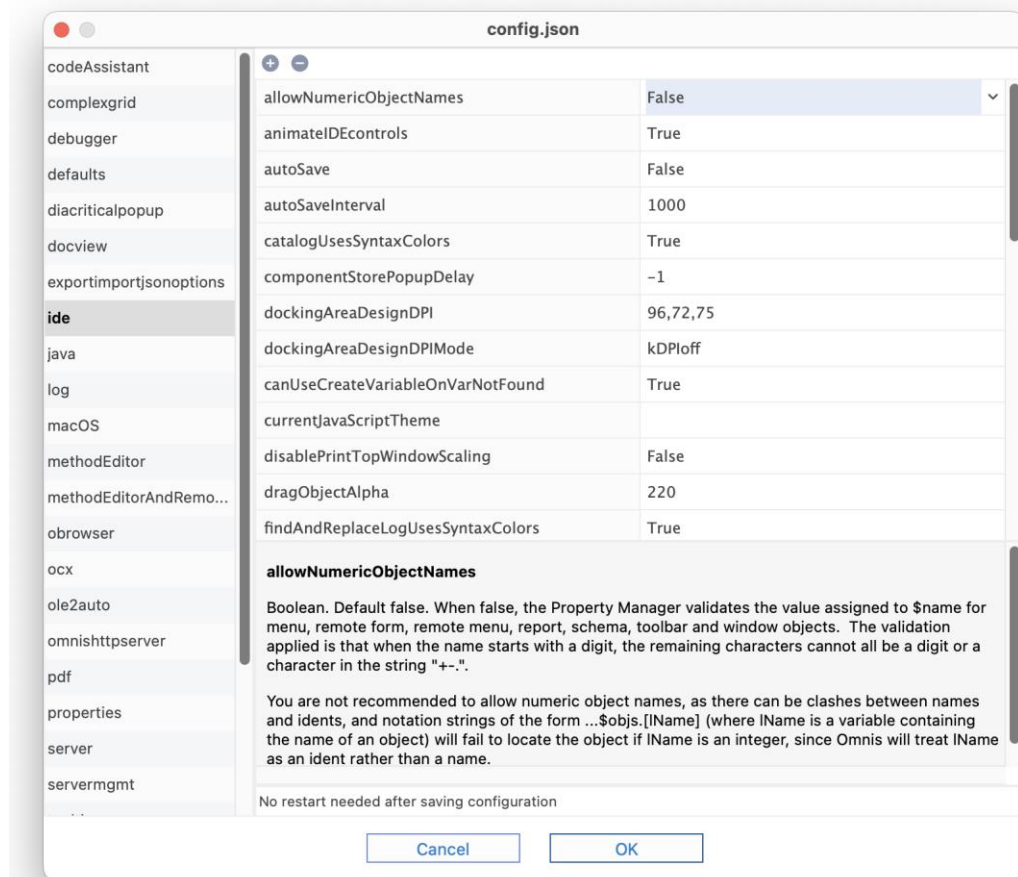 config.json
codeAssistant
complexgrid
debugger
defaults
diacriticalpopup
docview
exportimportjsonoptions
ide
java
log
macOS
methodEditor
methodEditorAndRemo...
obrowser
ocx
ole2auto
omnishttpserver
pdf
properties
server
servermgmt
allowNumericObjectNames False
animateIDEcontrols True
autoSave False
autoSaveInterval 1000
catalogUsesSyntaxColors True
componentStorePopupDelay -1
dockingAreaDesignDPI 96,72,75
dockingAreaDesignDPIMode kDPIoff
canUseCreateVariableOnVarNotFound True
currentJavaScriptTheme
disablePrintTopWindowScaling False
dragObjectAlpha 220
findAndReplaceLogUsesSyntaxColors True
allowNumericObjectNames
Boolean. Default false. When false, the Property Manager validates the value assigned to $name for
menu, remote form, remote menu, report, schema, toolbar and window objects.  The validation
applied is that when the name starts with a digit, the remaining characters cannot all be a digit or a
character in the string "+-.".
You are not recommended to allow numeric object names, as there can be clashes between names
and idents, and notation strings of the form ...$objs.[lName] (where lName is a variable containing
the name of an object) will fail to locate the object if lName is an integer, since Omnis will treat lName
as an ident rather than a name.
No restart needed after saving configuration
Cancel
OK